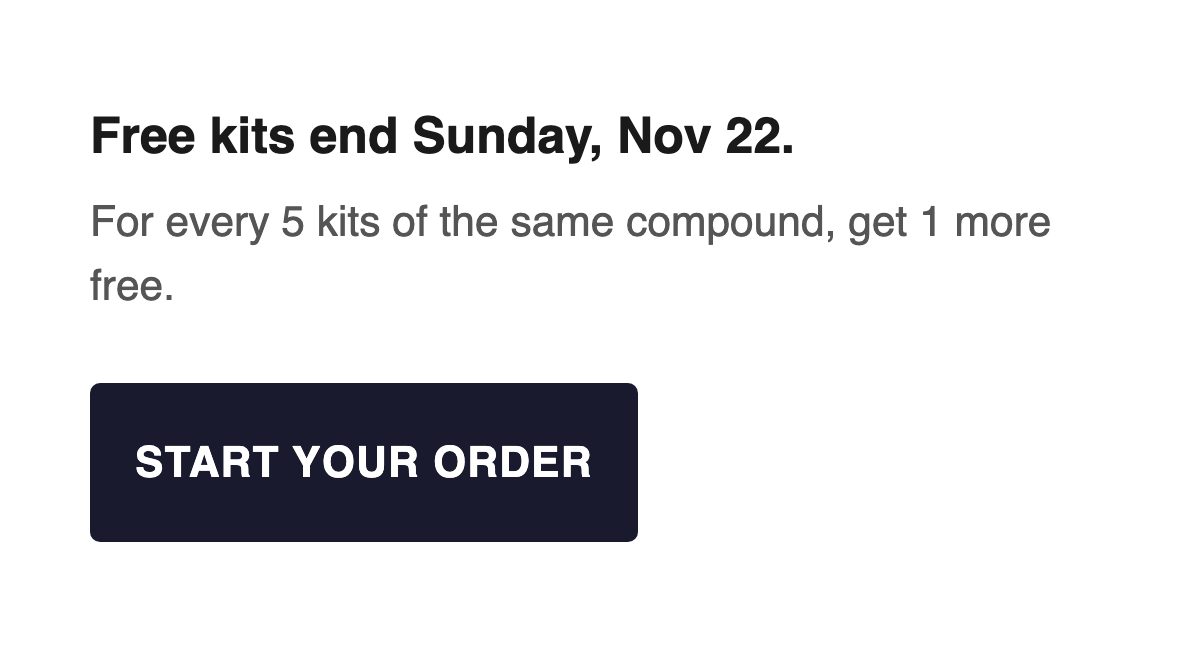 Free kits end Sunday, Nov 22.
For every 5 kits of the same compound, get 1 more
free.
START YOUR ORDER